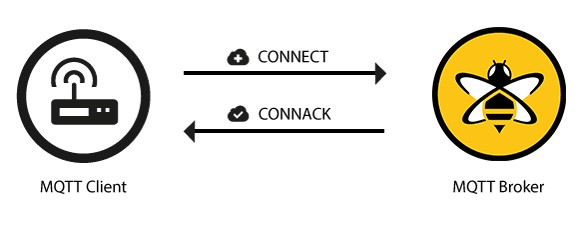 CONNECT
CONNACK
MQTT Client
MQTT Broker